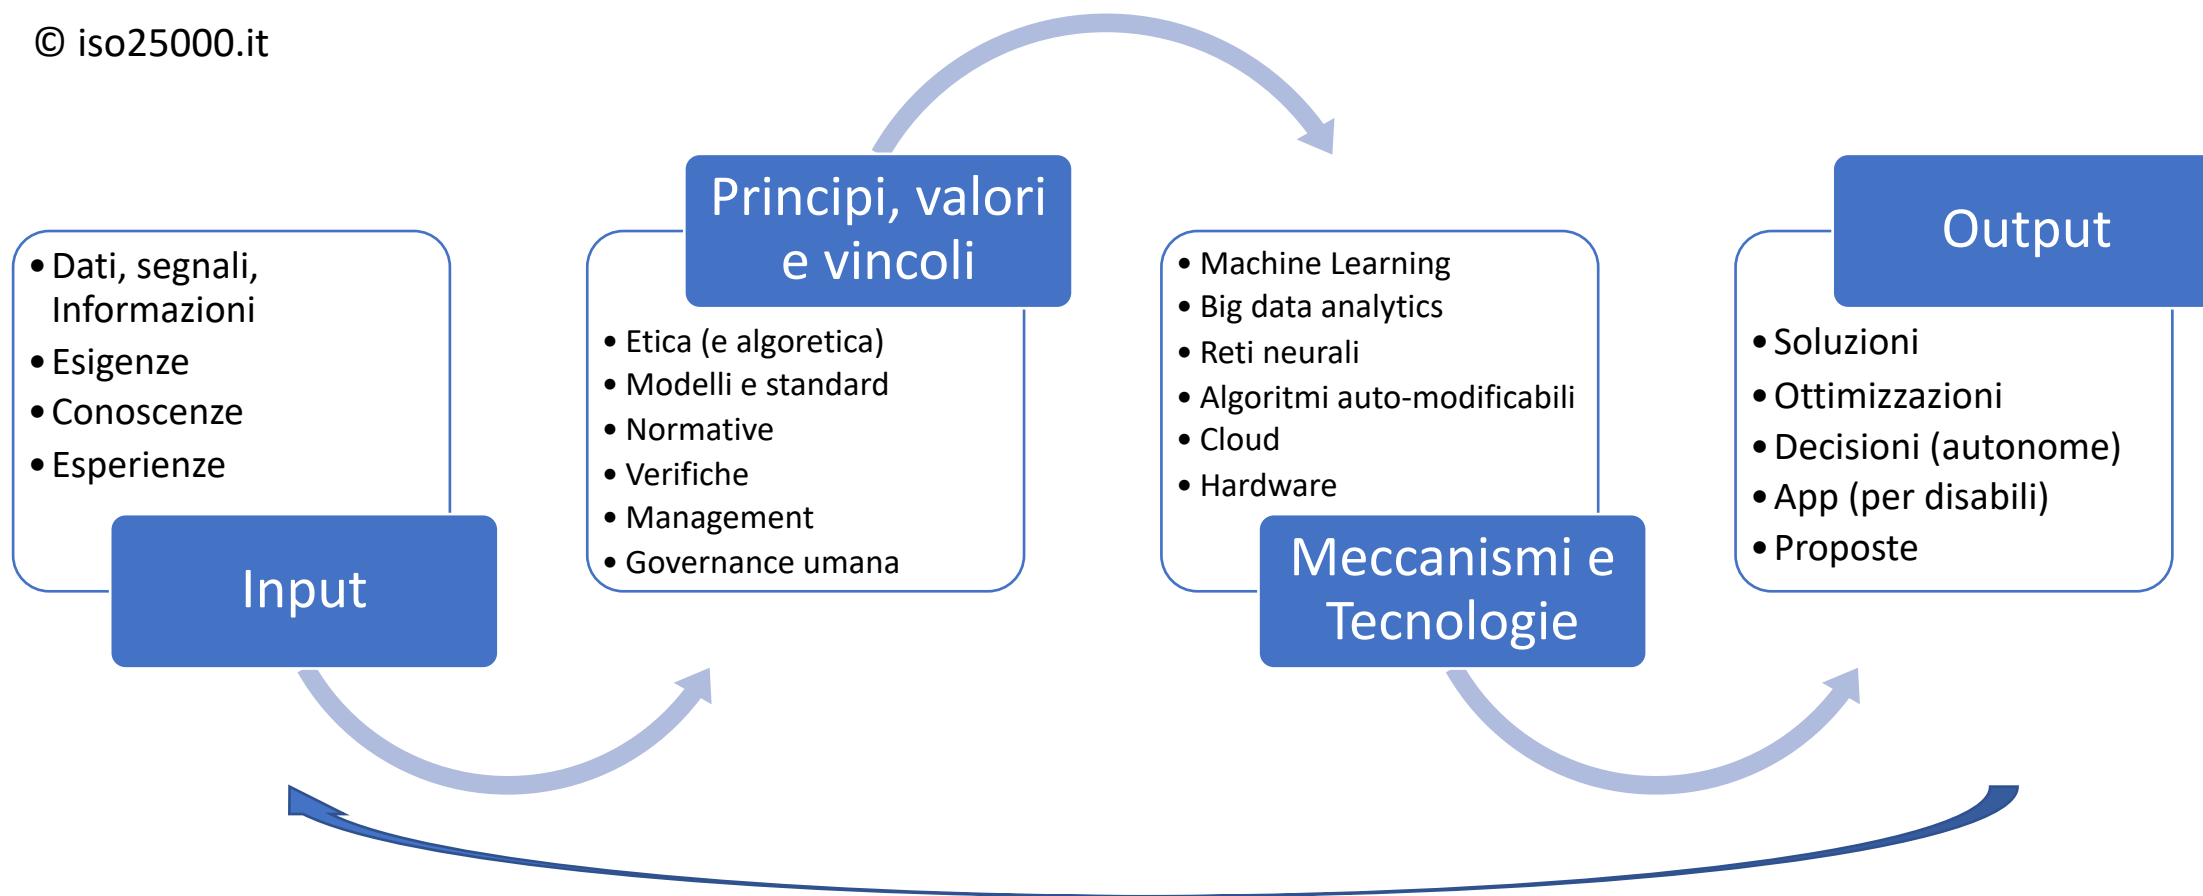 © iso25000.it
• Dati, segnali,
Informazioni
• Esigenze
• Conoscenze
• Esperienze
Input
Principi, valori
e vincoli
• Etica (e algoretica)
• Modelli e standard
• Normative
• Verifiche
• Management
• Governance umana
• Machine Learning
• Big data analytics
• Reti neurali
• Algoritmi auto-modificabili
• Cloud
• Hardware
Meccanismi e
Tecnologie
Output
• Soluzioni
• Ottimizzazioni
• Decisioni (autonome)
• App (per disabili)
• Proposte